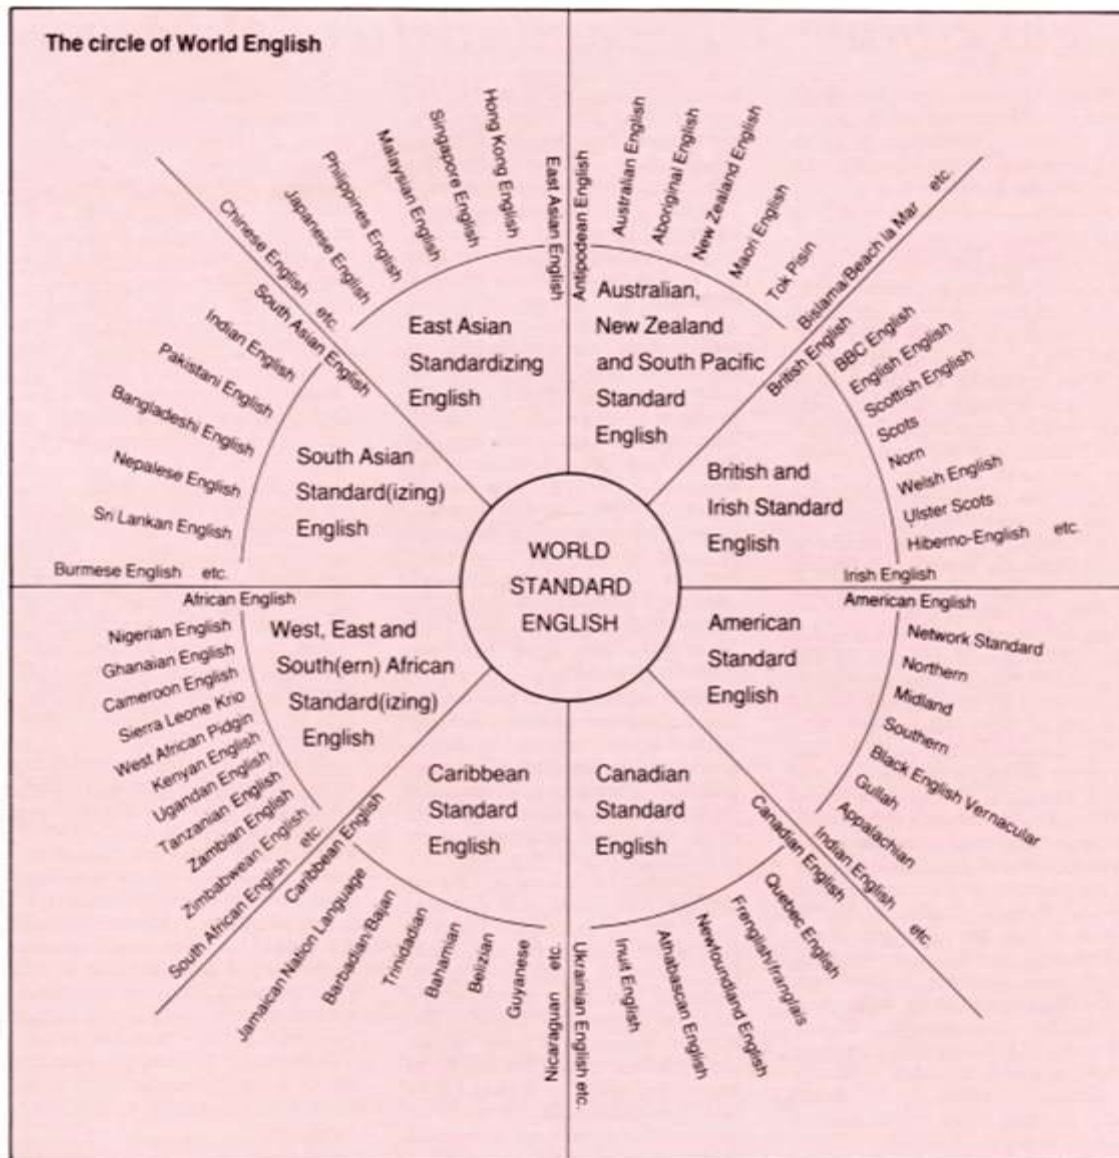 The circle of World English
WORLD
STANDARD
ENGLISH
Australian,
New Zealand
and South Pacific
Standard
English
Antipodean English
Australian English
Aboriginal English
New Zealand English
Maori English
Tok Pisin
Bislama/Beach la Mar etc.
British and
Irish Standard
English
British English
BBC English
English English
Scottish English
Scots
Norn
Welsh English
Ulster Scots
Hiberno-English etc.
Irish English
American
Standard
English
American English
Network Standard
Northern
Midland
Southern
Black English Vernacular
Gullah
Appalachian
Indian English etc
Canadian
Standard
English
Canadian English
Quebec English
Frenglish/franglais
Newfoundland English
Athabascan English
Inuit English
Ukrainian English etc.
Caribbean
Standard
English
Caribbean English
Jamaican Nation Language
Barbadian/Bajan
Trinidadian
Bahamian
Belizian
Guyanese
Nicaraguan etc.
West, East and
South(ern) African
Standard(izing)
English
African English
Nigerian English
Ghanaian English
Cameroon English
Sierra Leone Krio
West African Pidgin
Kenyan English
Ugandan English
Tanzanian English
Zambian English
Zimbabwean English
South African English etc
South Asian
Standard(izing)
English
South Asian English
Indian English
Pakistani English
Bangladeshi English
Nepalese English
Sri Lankan English
Burmese English etc.
East Asian
Standardizing
English
East Asian English
Hong Kong English
Singapore English
Malaysian English
Philippines English
Japanese English
Chinese English etc.